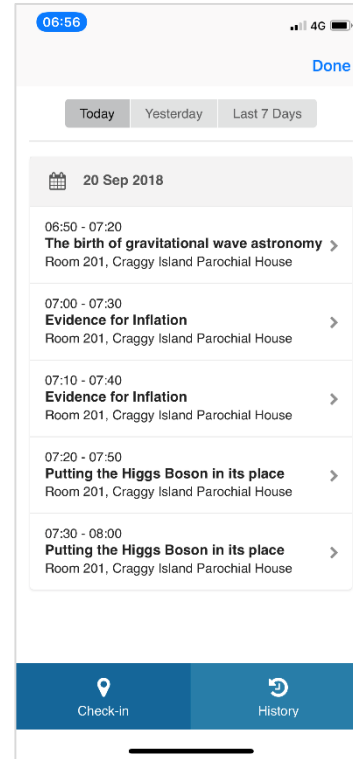 06:56
4G
Done
Today Yesterday Last 7 Days
20 Sep 2018
06:50 - 07:20
The birth of gravitational wave astronomy
Room 201, Craggy Island Parochial House
07:00 - 07:30
Evidence for Inflation
Room 201, Craggy Island Parochial House
07:10 - 07:40
Evidence for Inflation
Room 201, Craggy Island Parochial House
07:20 - 07:50
Putting the Higgs Boson in its place
Room 201, Craggy Island Parochial House
07:30 - 08:00
Putting the Higgs Boson in its place
Room 201, Craggy Island Parochial House
Check-in History